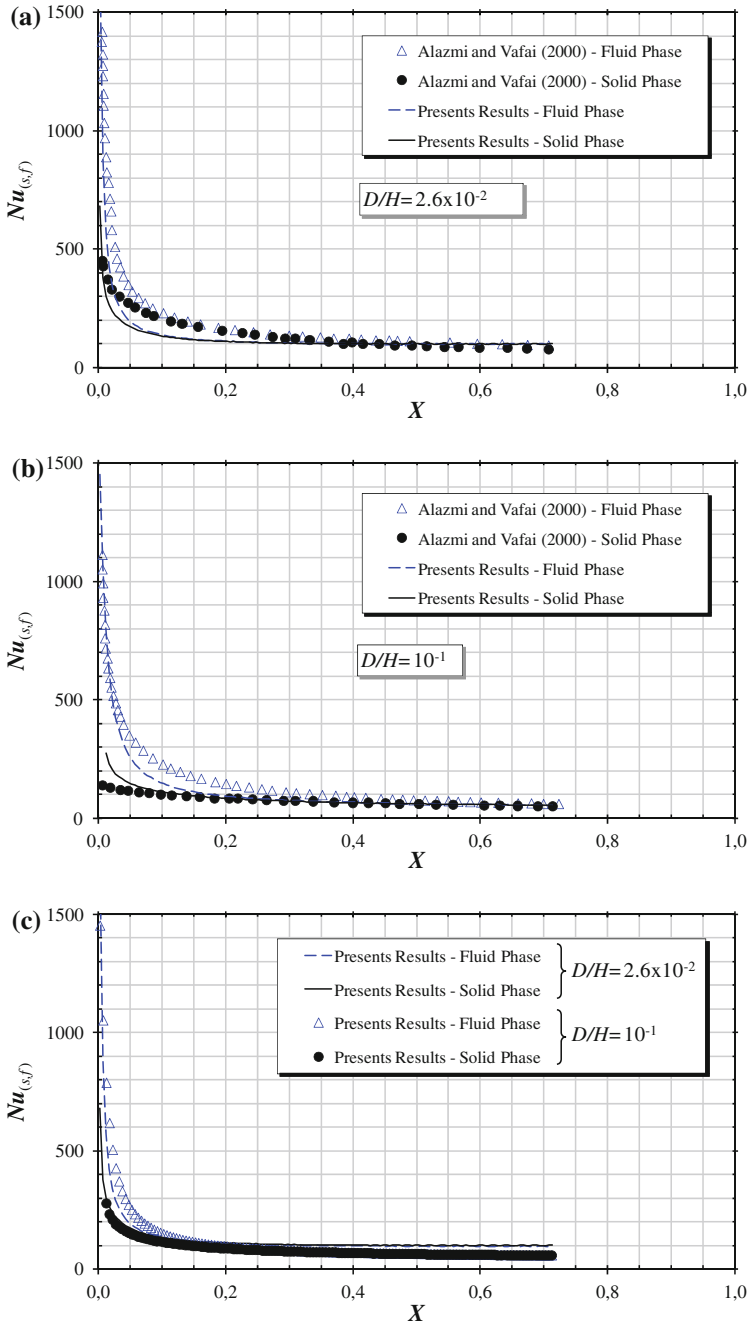 (a)
1500
1000
500
0
Nu(s,f)
Alazmi and Vafai (2000) - Fluid Phase
Alazmi and Vafai (2000) - Solid Phase
Presents Results - Fluid Phase
Presents Results - Solid Phase
D/H= 2.6x10-2
0,0 0,2 0,4 0,6 0,8 1,0
X
(b)
1500
1000
500
0
Nu(s,f)
Alazmi and Vafai (2000) - Fluid Phase
Alazmi and Vafai (2000) - Solid Phase
Presents Results - Fluid Phase
Presents Results - Solid Phase
D/H= 10-1
0,0 0,2 0,4 0,6 0,8 1,0
X
(c)
1500
1000
500
0
Nu(s,f)
Presents Results - Fluid Phase
Presents Results - Solid Phase
D/H= 2.6x10-2
Presents Results - Fluid Phase
Presents Results - Solid Phase
D/H= 10-1
0,0 0,2 0,4 0,6 0,8 1,0
X